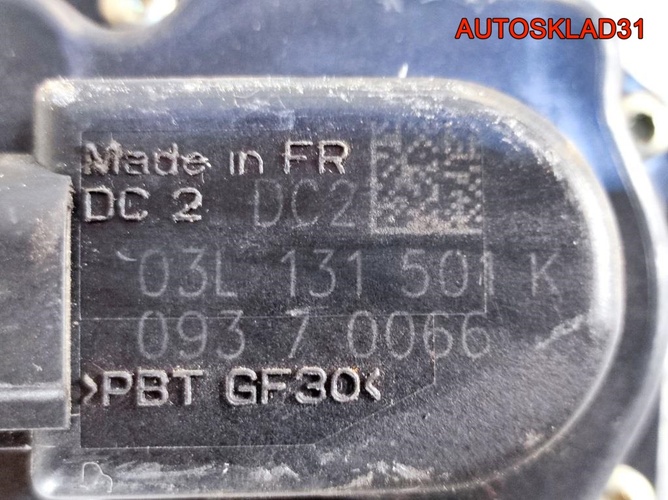 AUTOSKLAD31
Made in FR
DC 2 DC2
03L 131 501 K
093 7 0066
>PBT GF30<